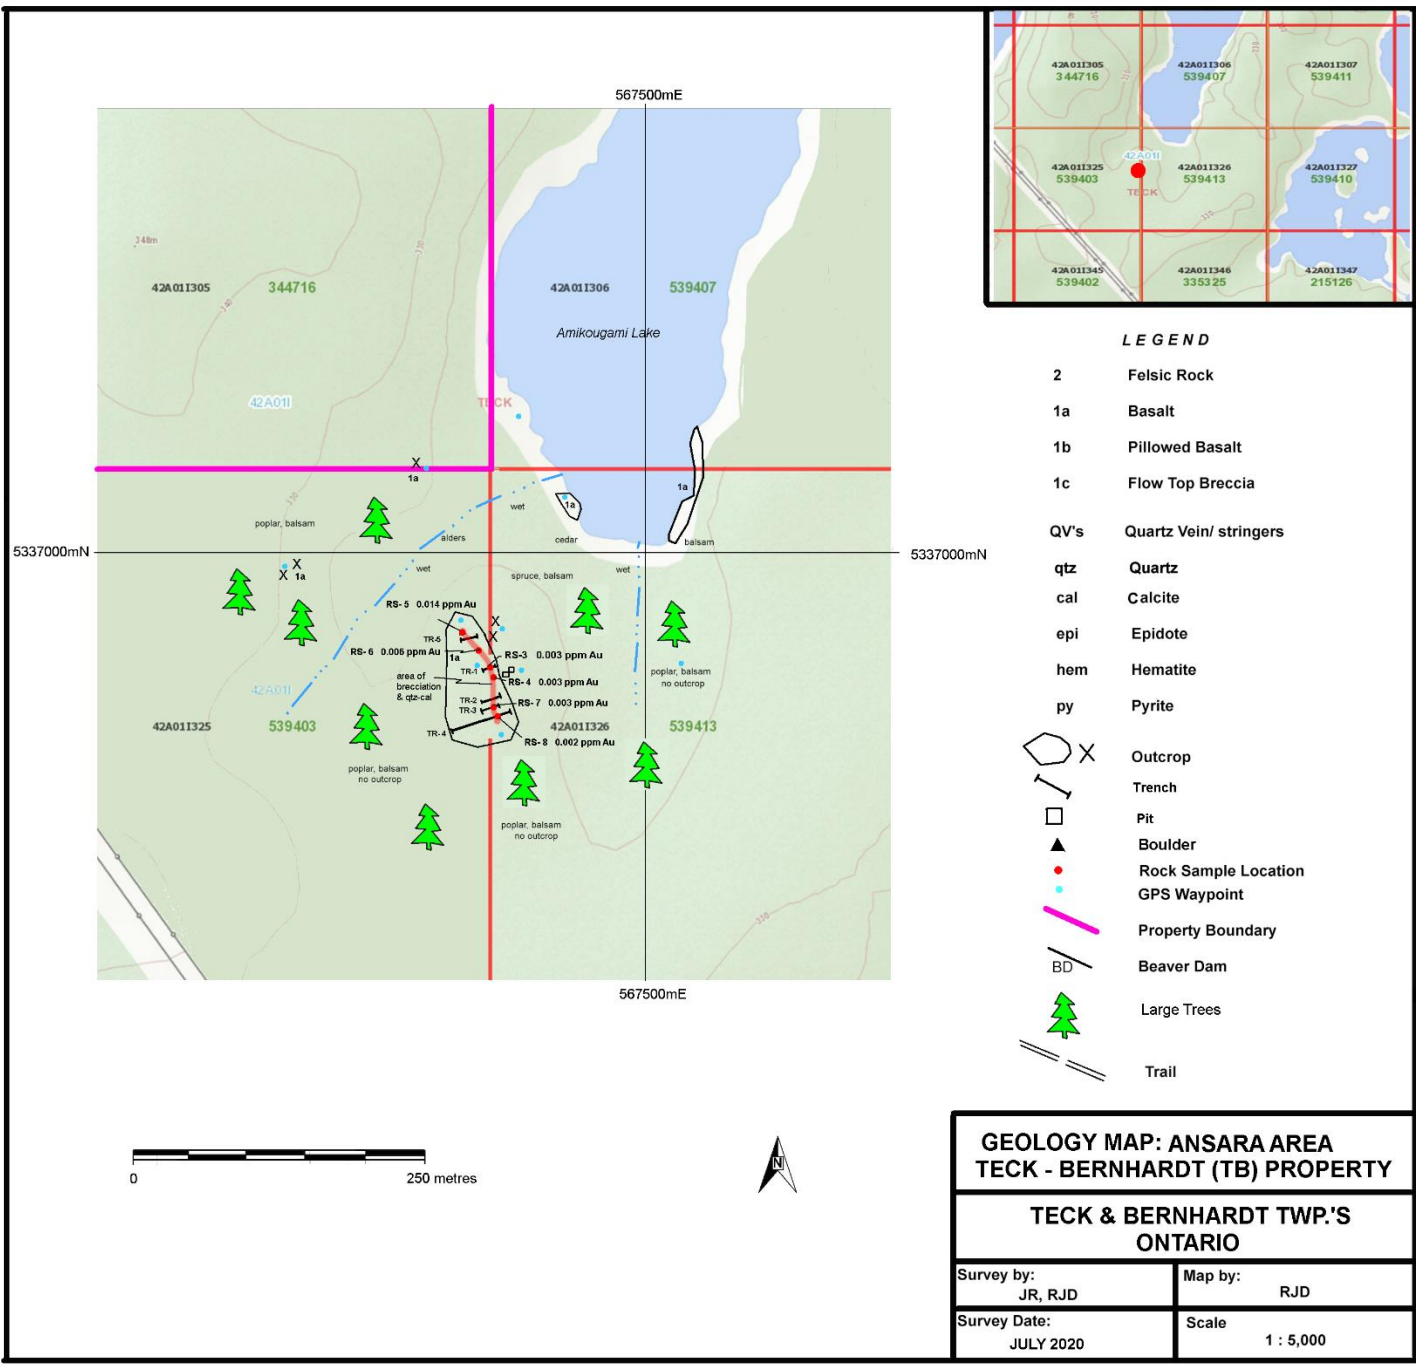 567500mE
42A01I305
344716
42A01I306
539407
42A01I307
539411
42A01I
42A01I325
539403
42A01I326
539413
42A01I327
539410
TECK
330
42A01I345
539402
42A01I346
335325
42A01I347
215126
348m
42A01I305 344716
340
330
42A01I306 539407
Amikougami Lake
42A01I
TECK
X
1a
330
poplar, balsam
wet
1a
1a
alders
cedar
balsam
5337000mN
5337000mN
wet
wet
X
X 1a
spruce, balsam
RS- 5 0.014 ppm Au
X
TR-5
X
RS- 6 0.006 ppm Au
1a
RS-3 0.003 ppm Au
TR-1
area of
brecciation
& qtz-cal
RS- 4 0.003 ppm Au
poplar, balsam
no outcrop
42A01I
TR-2
TR-3
RS- 7 0.003 ppm Au
42A01I325 539403
42A01I326 539413
TR- 4
RS- 8 0.002 ppm Au
poplar, balsam
no outcrop
poplar, balsam
no outcrop
330
567500mE
LEGEND
2 Felsic Rock
1a Basalt
1b Pillowed Basalt
1c Flow Top Breccia
QV's Quartz Vein/ stringers
qtz Quartz
cal Calcite
epi Epidote
hem Hematite
py Pyrite
X Outcrop
Trench
Pit
Boulder
Rock Sample Location
GPS Waypoint
Property Boundary
BD Beaver Dam
Large Trees
Trail
0 250 metres
N
GEOLOGY MAP: ANSARA AREA
TECK - BERNHARDT (TB) PROPERTY
TECK & BERNHARDT TWP.'S
ONTARIO
Survey by:
JR, RJD
Map by:
RJD
Survey Date:
JULY 2020
Scale
1 : 5,000